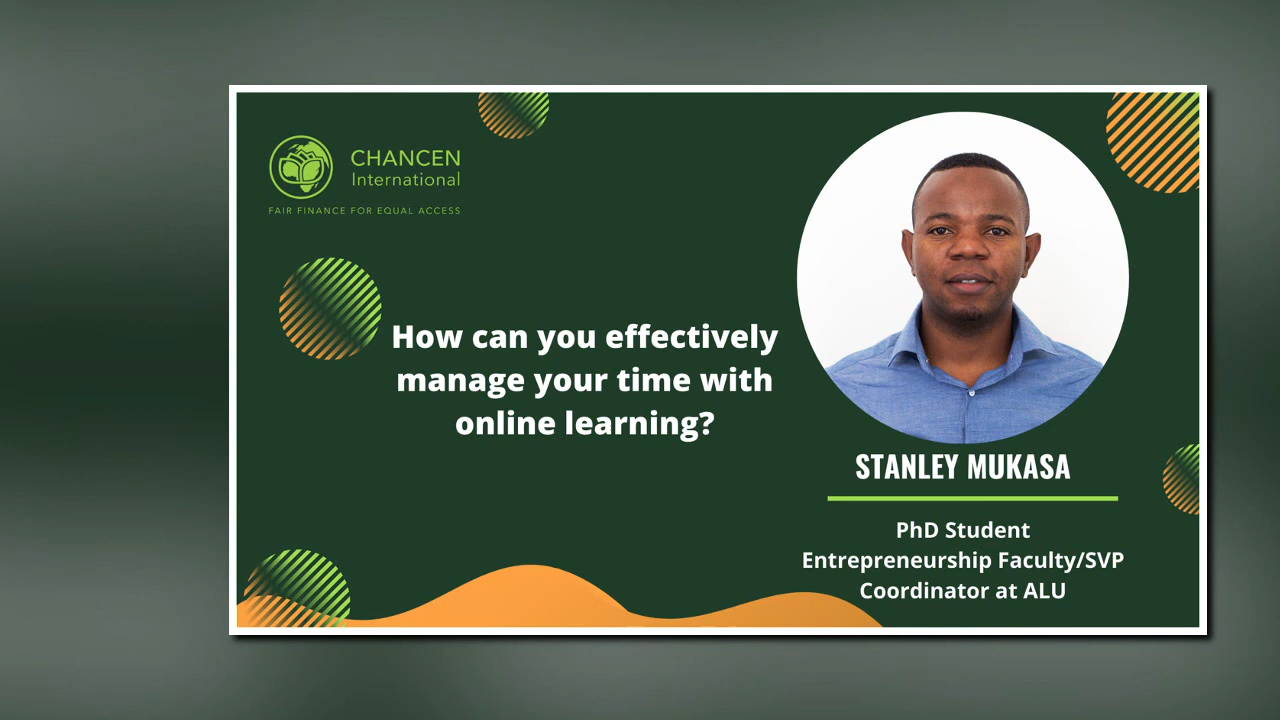 CHANCEN
International
FAIR FINANCE FOR EQUAL ACCESS
How can you effectively
manage your time with
online learning?
STANLEY MUKASA
PhD Student
Entrepreneurship Faculty/SVP
Coordinator at ALU